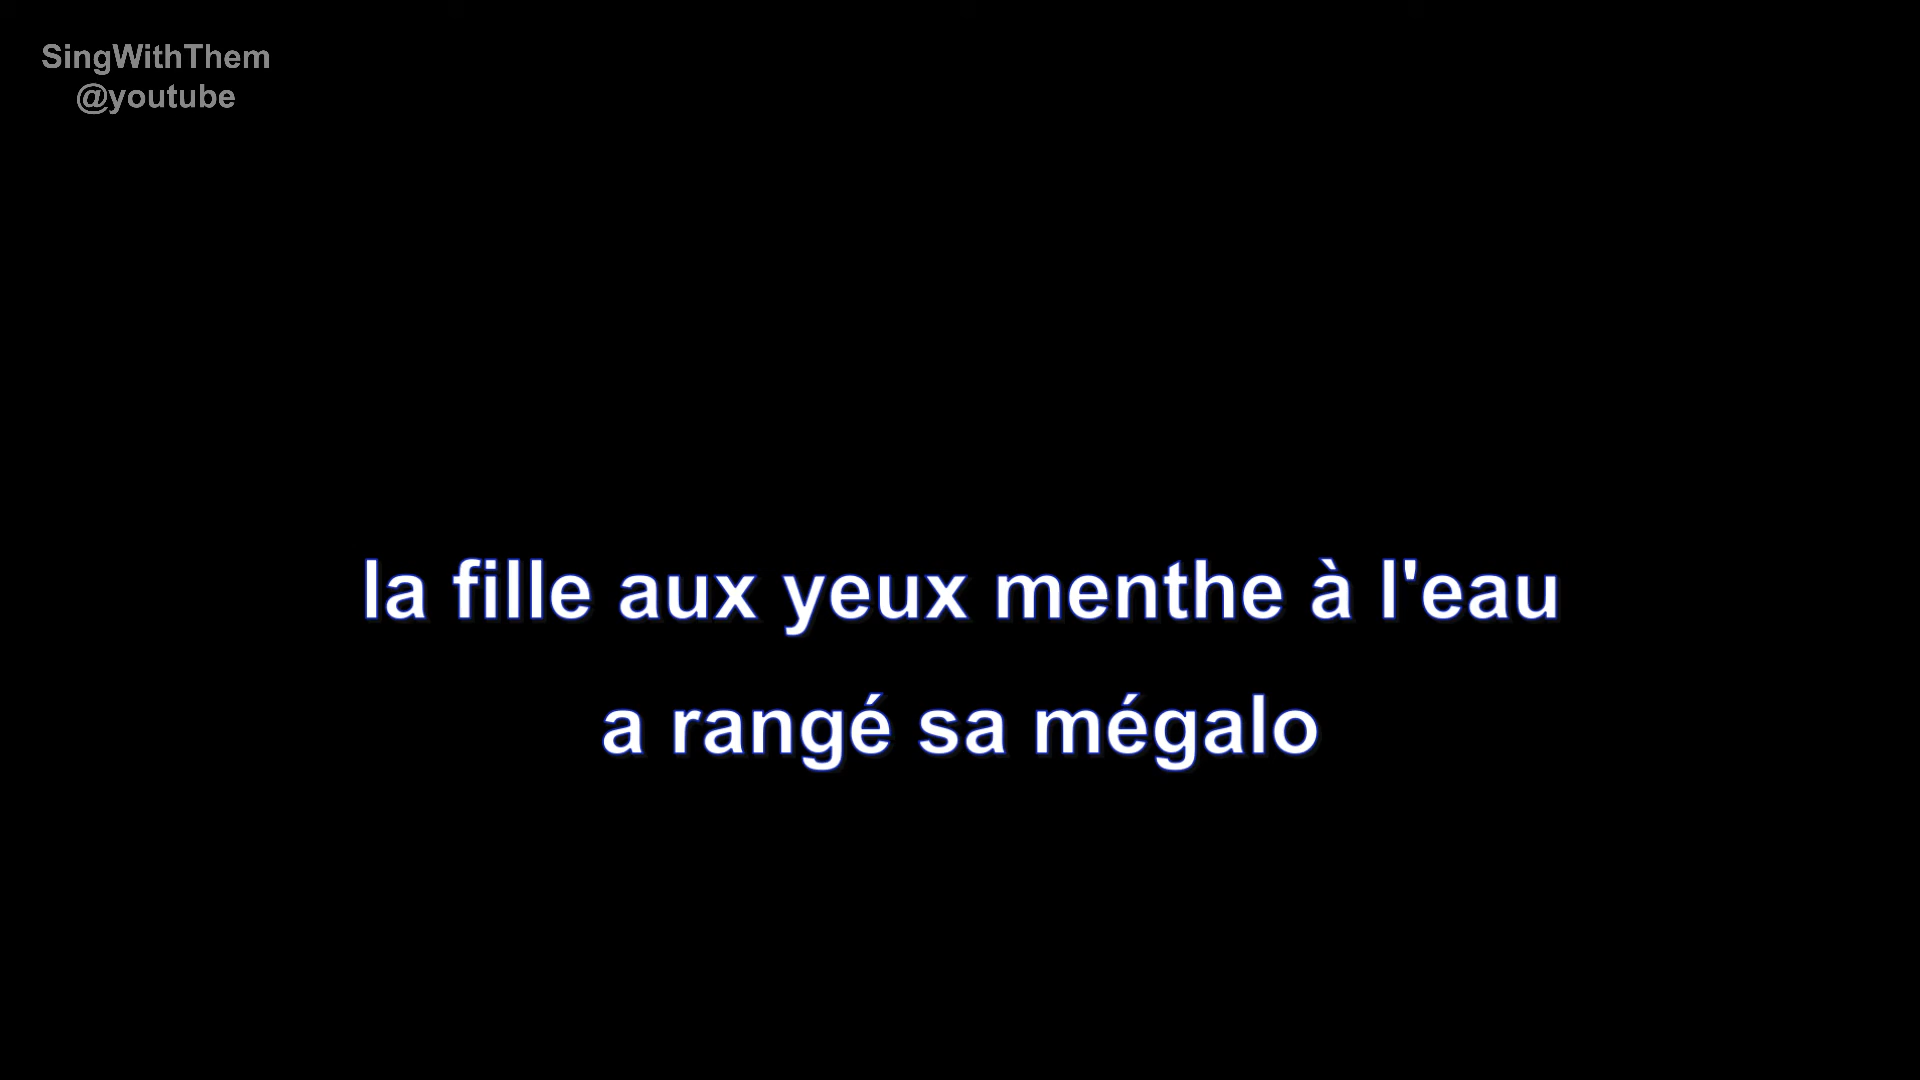 SingWithThem
@youtube
la fille aux yeux menthe à l'eau
a rangé sa mégalo